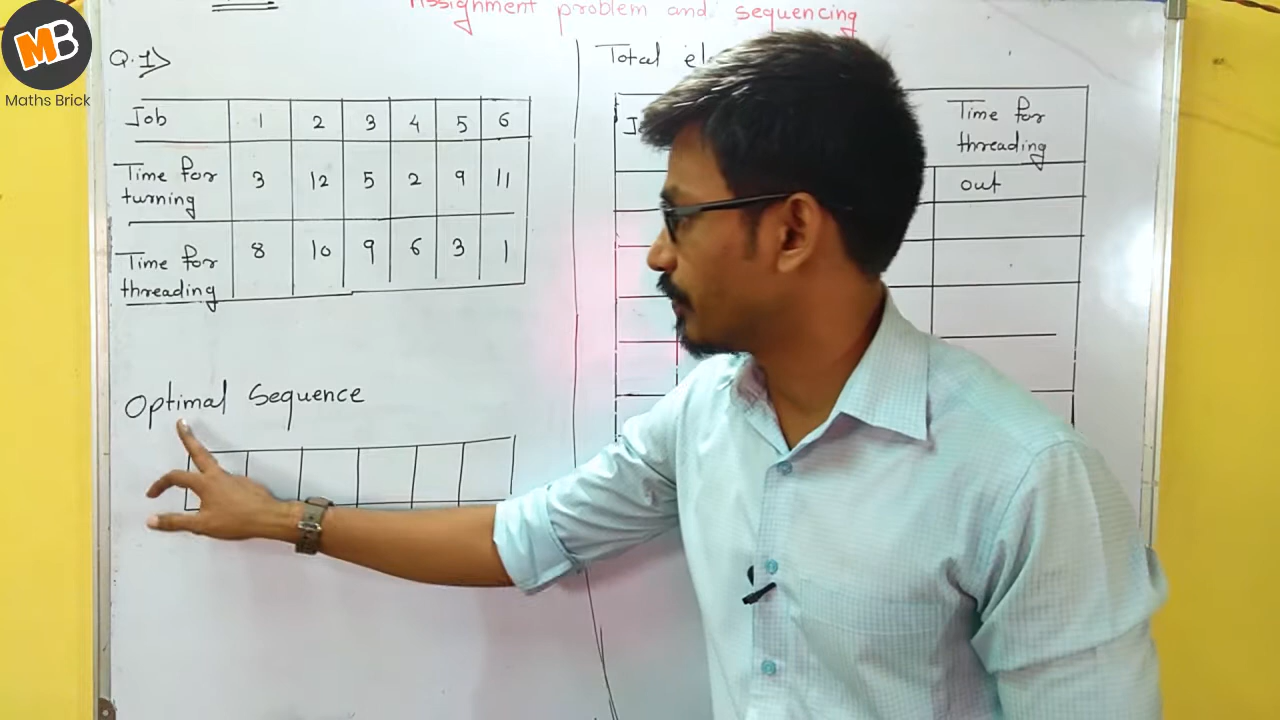 MB
Maths Brick
Assignment problem and sequencing
Q.1>
Job 1 2 3 4 5 6
Time for turning 3 12 5 2 9 11
Time for threading 8 10 9 6 3 1
Optimal Sequence
Total
Time for
threading
out